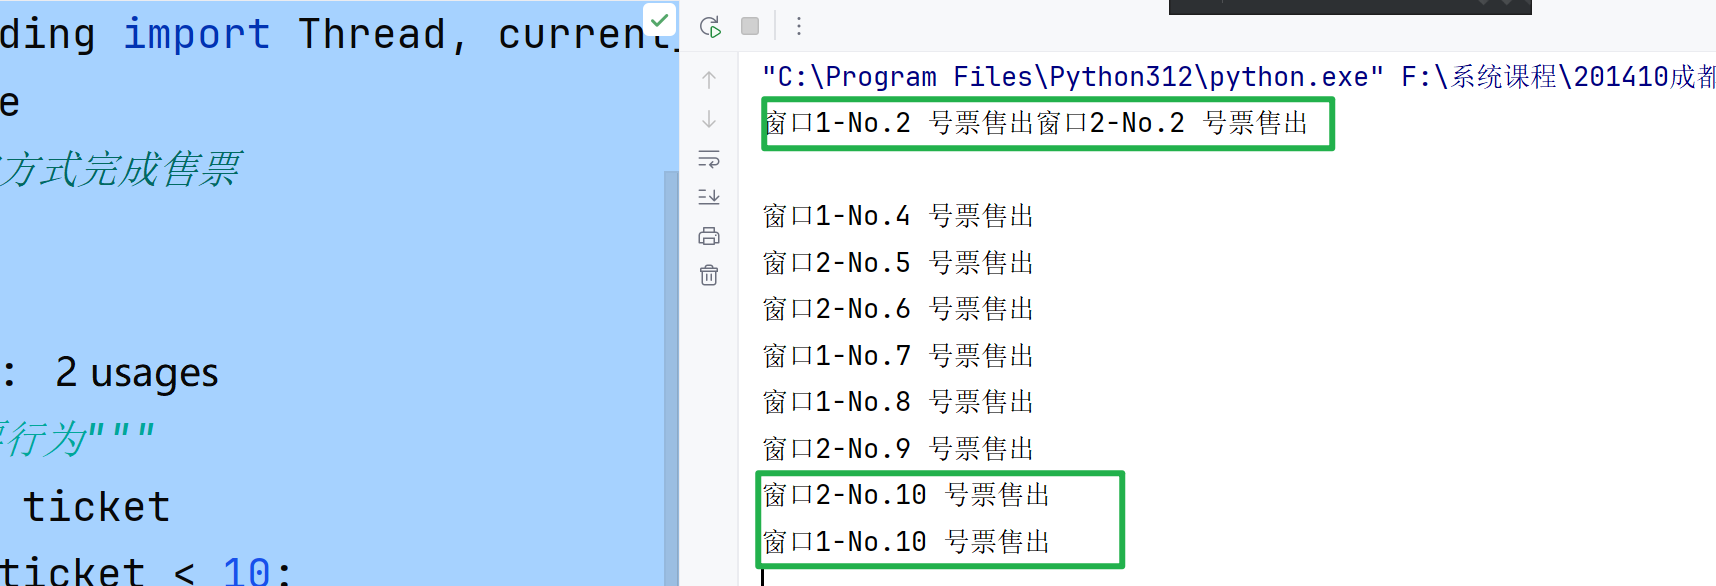 ding import Thread, current_
e
方式完成售票
: 2 usages
行为"""
ticket
ticket < 10:
"C:\Program Files\Python312\python.exe" F:\系统课程\201410成都
窗口1-No.2 号票售出窗口2-No.2 号票售出
窗口1-No.4 号票售出
窗口2-No.5 号票售出
窗口2-No.6 号票售出
窗口1-No.7 号票售出
窗口1-No.8 号票售出
窗口2-No.9 号票售出
窗口2-No.10 号票售出
窗口1-No.10 号票售出